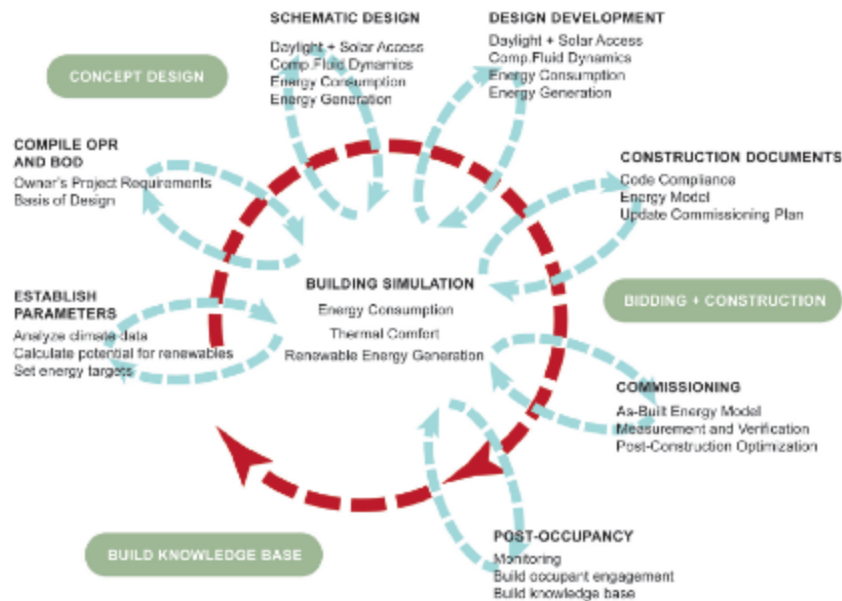 SCHEMATIC DESIGN
Daylight + Solar Access
Comp.Fluid Dynamics
Energy Consumption
Energy Generation
DESIGN DEVELOPMENT
Daylight + Solar Access
Comp.Fluid Dynamics
Energy Consumption
Energy Generation
CONCEPT DESIGN
COMPILE OPR
AND BOD
Owner's Project Requirements
Basis of Design
CONSTRUCTION DOCUMENTS
Code Compliance
Energy Model
Update Commissioning Plan
ESTABLISH
PARAMETERS
Analyze climate data
Calculate potential for renewables
Set energy targets
BUILDING SIMULATION
Energy Consumption
Thermal Comfort
Renewable Energy Generation
BIDDING + CONSTRUCTION
COMMISSIONING
As-Built Energy Model
Measurement and Verification
Post-Construction Optimization
POST-OCCUPANCY
Monitoring
Build occupant engagement
Build knowledge base
BUILD KNOWLEDGE BASE